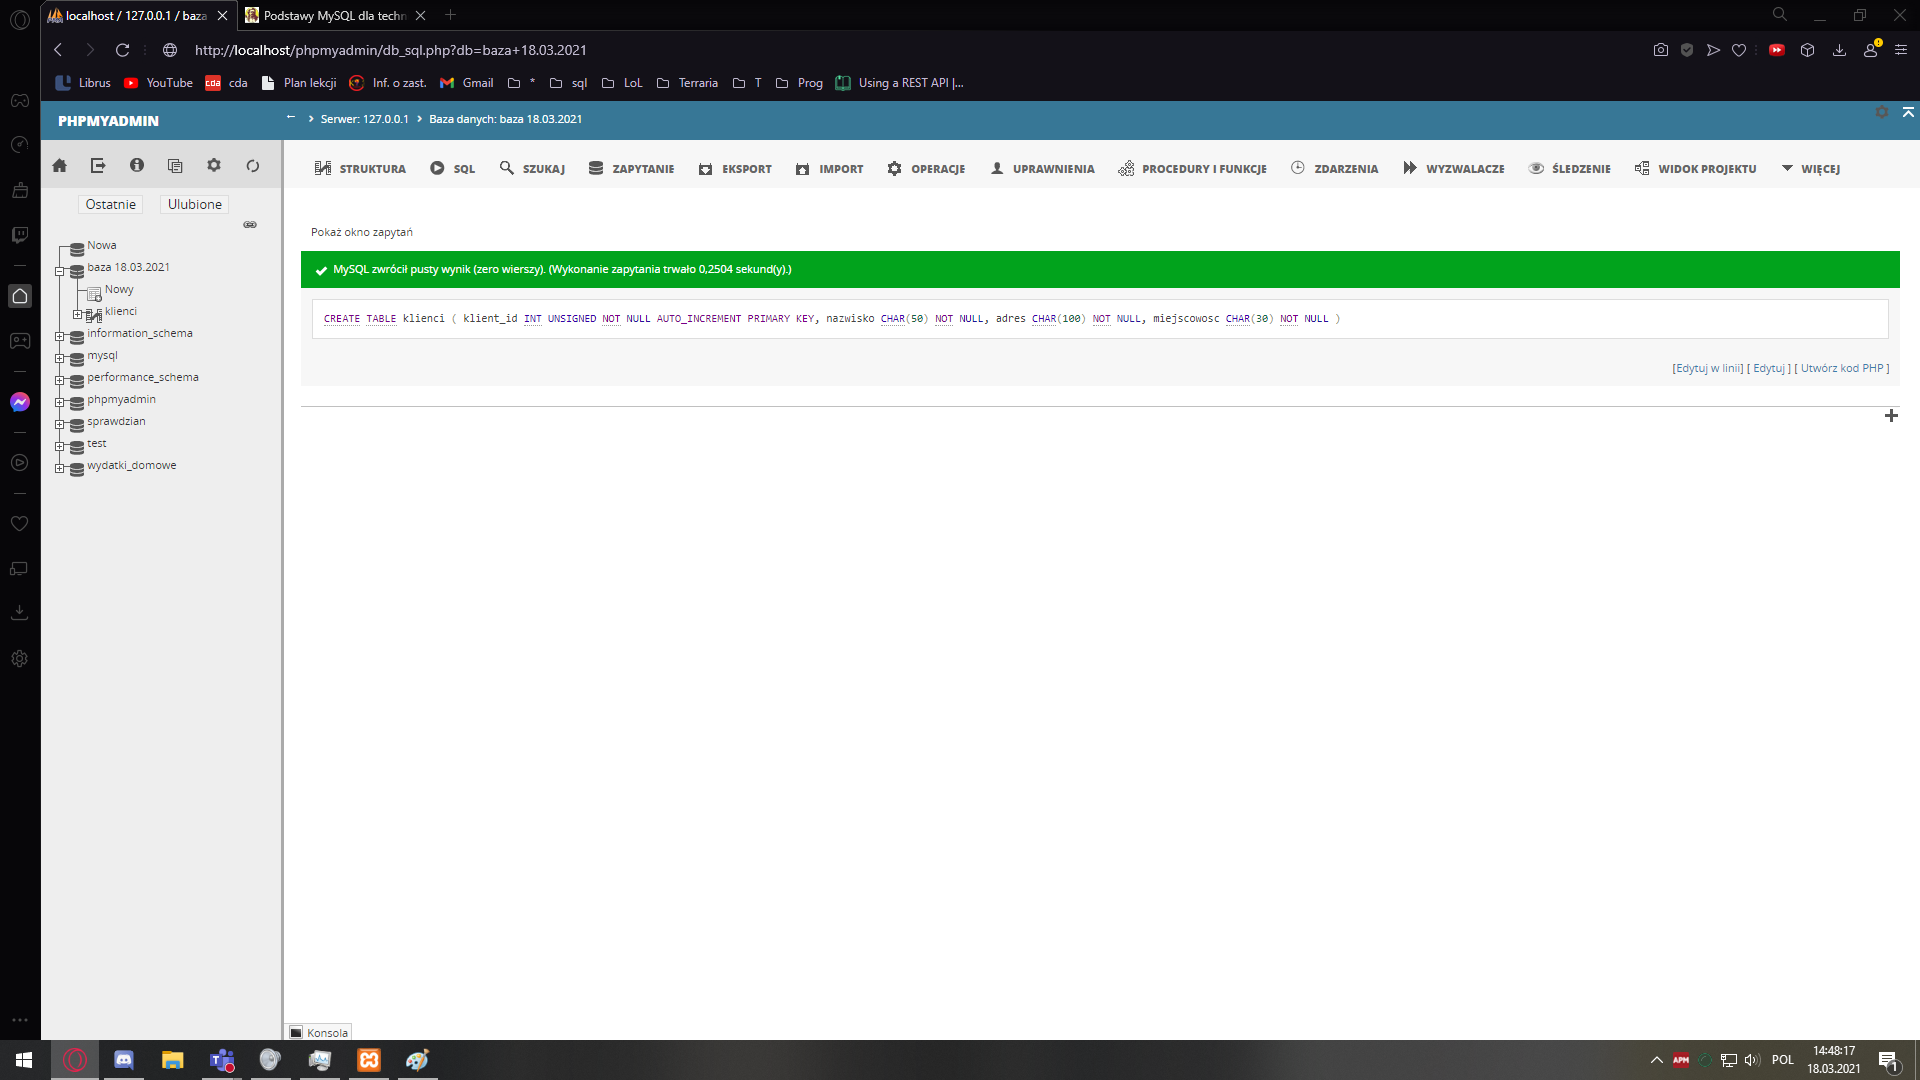 localhost / 127.0.0.1 / baza
Podstawy MySQL dla techn
http://localhost/phpmyadmin/db_sql.php?db=baza+18.03.2021
Librus YouTube cda cda Plan lekcji Inf. o zast. Gmail * sql LoL Terraria T Prog Using a REST API |...
PHPMYADMIN
← › Serwer: 127.0.0.1 › Baza danych: baza 18.03.2021
STRUKTURA SQL SZUKAJ ZAPYTANIE EKSPORT IMPORT OPERACJE UPRAWNIENIA PROCEDURY I FUNKCJE ZDARZENIA WYZWALACZE ŚLEDZENIE WIDOK PROJEKTU WIĘCEJ
Ostatnie Ulubione
Nowa
baza 18.03.2021
Nowy
klienci
information_schema
mysql
performance_schema
phpmyadmin
sprawdzian
test
wydatki_domowe
Pokaż okno zapytań
MySQL zwrócił pusty wynik (zero wierszy). (Wykonanie zapytania trwało 0,2504 sekund(y).)
CREATE TABLE klienci ( klient_id INT UNSIGNED NOT NULL AUTO_INCREMENT PRIMARY KEY, nazwisko CHAR(50) NOT NULL, adres CHAR(100) NOT NULL, miejscowosc CHAR(30) NOT NULL )
[Edytuj w linii] [ Edytuj ] [ Utwórz kod PHP ]
Konsola
APM POL 14:48:17
18.03.2021
1